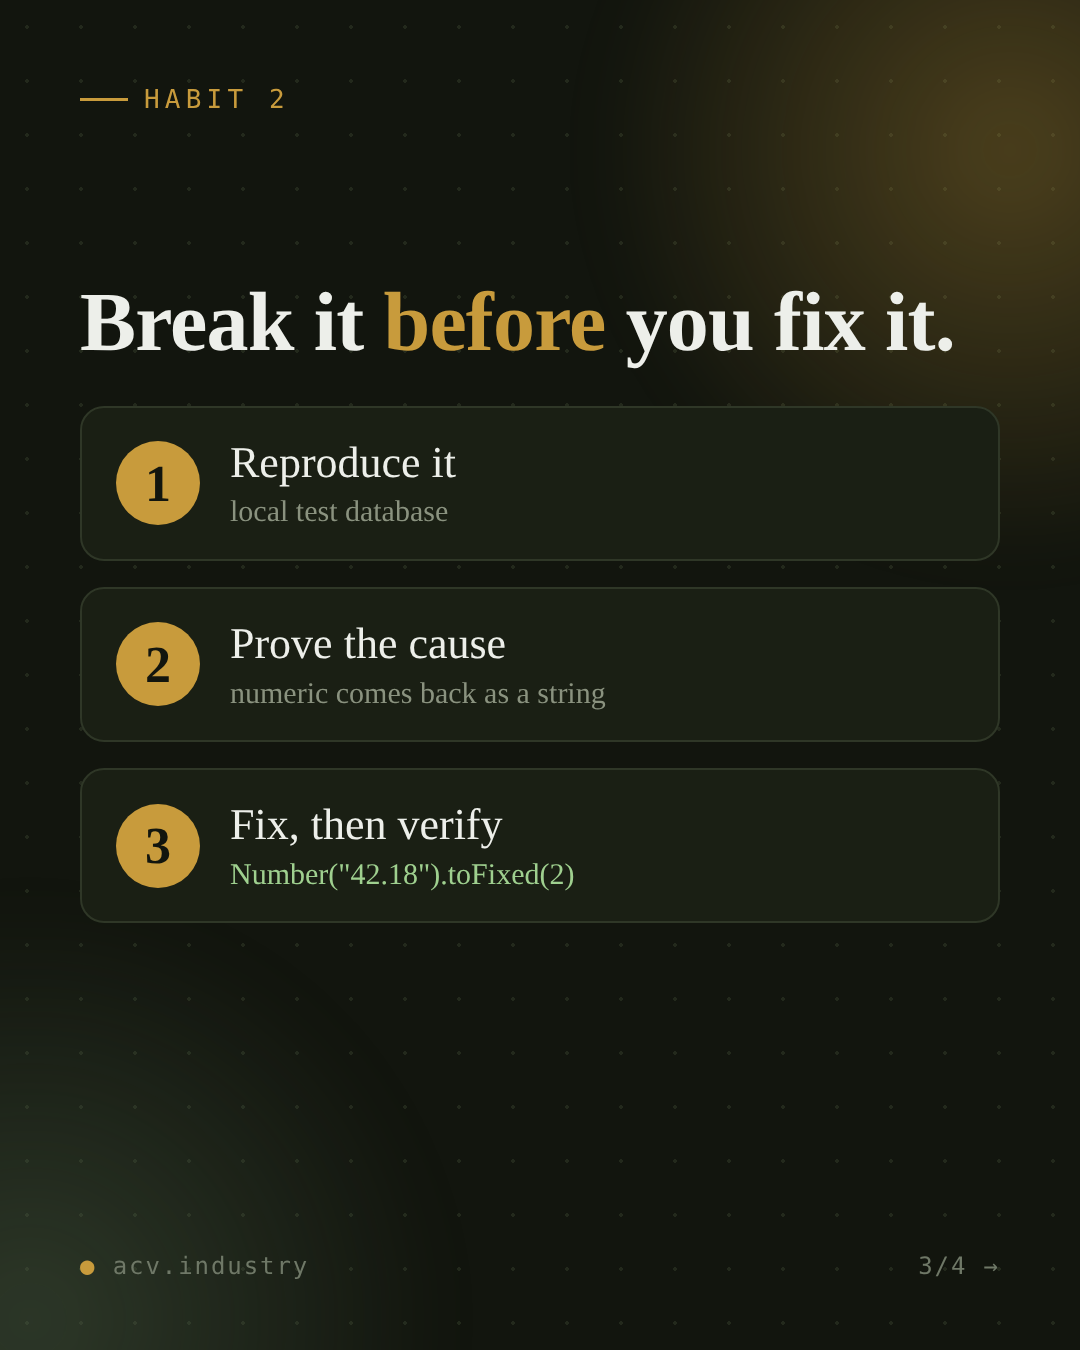 HABIT 2
Break it before you fix it.
1
Reproduce it
local test database
2
Prove the cause
numeric comes back as a string
3
Fix, then verify
Number("42.18").toFixed(2)
acv.industry
3/4 →